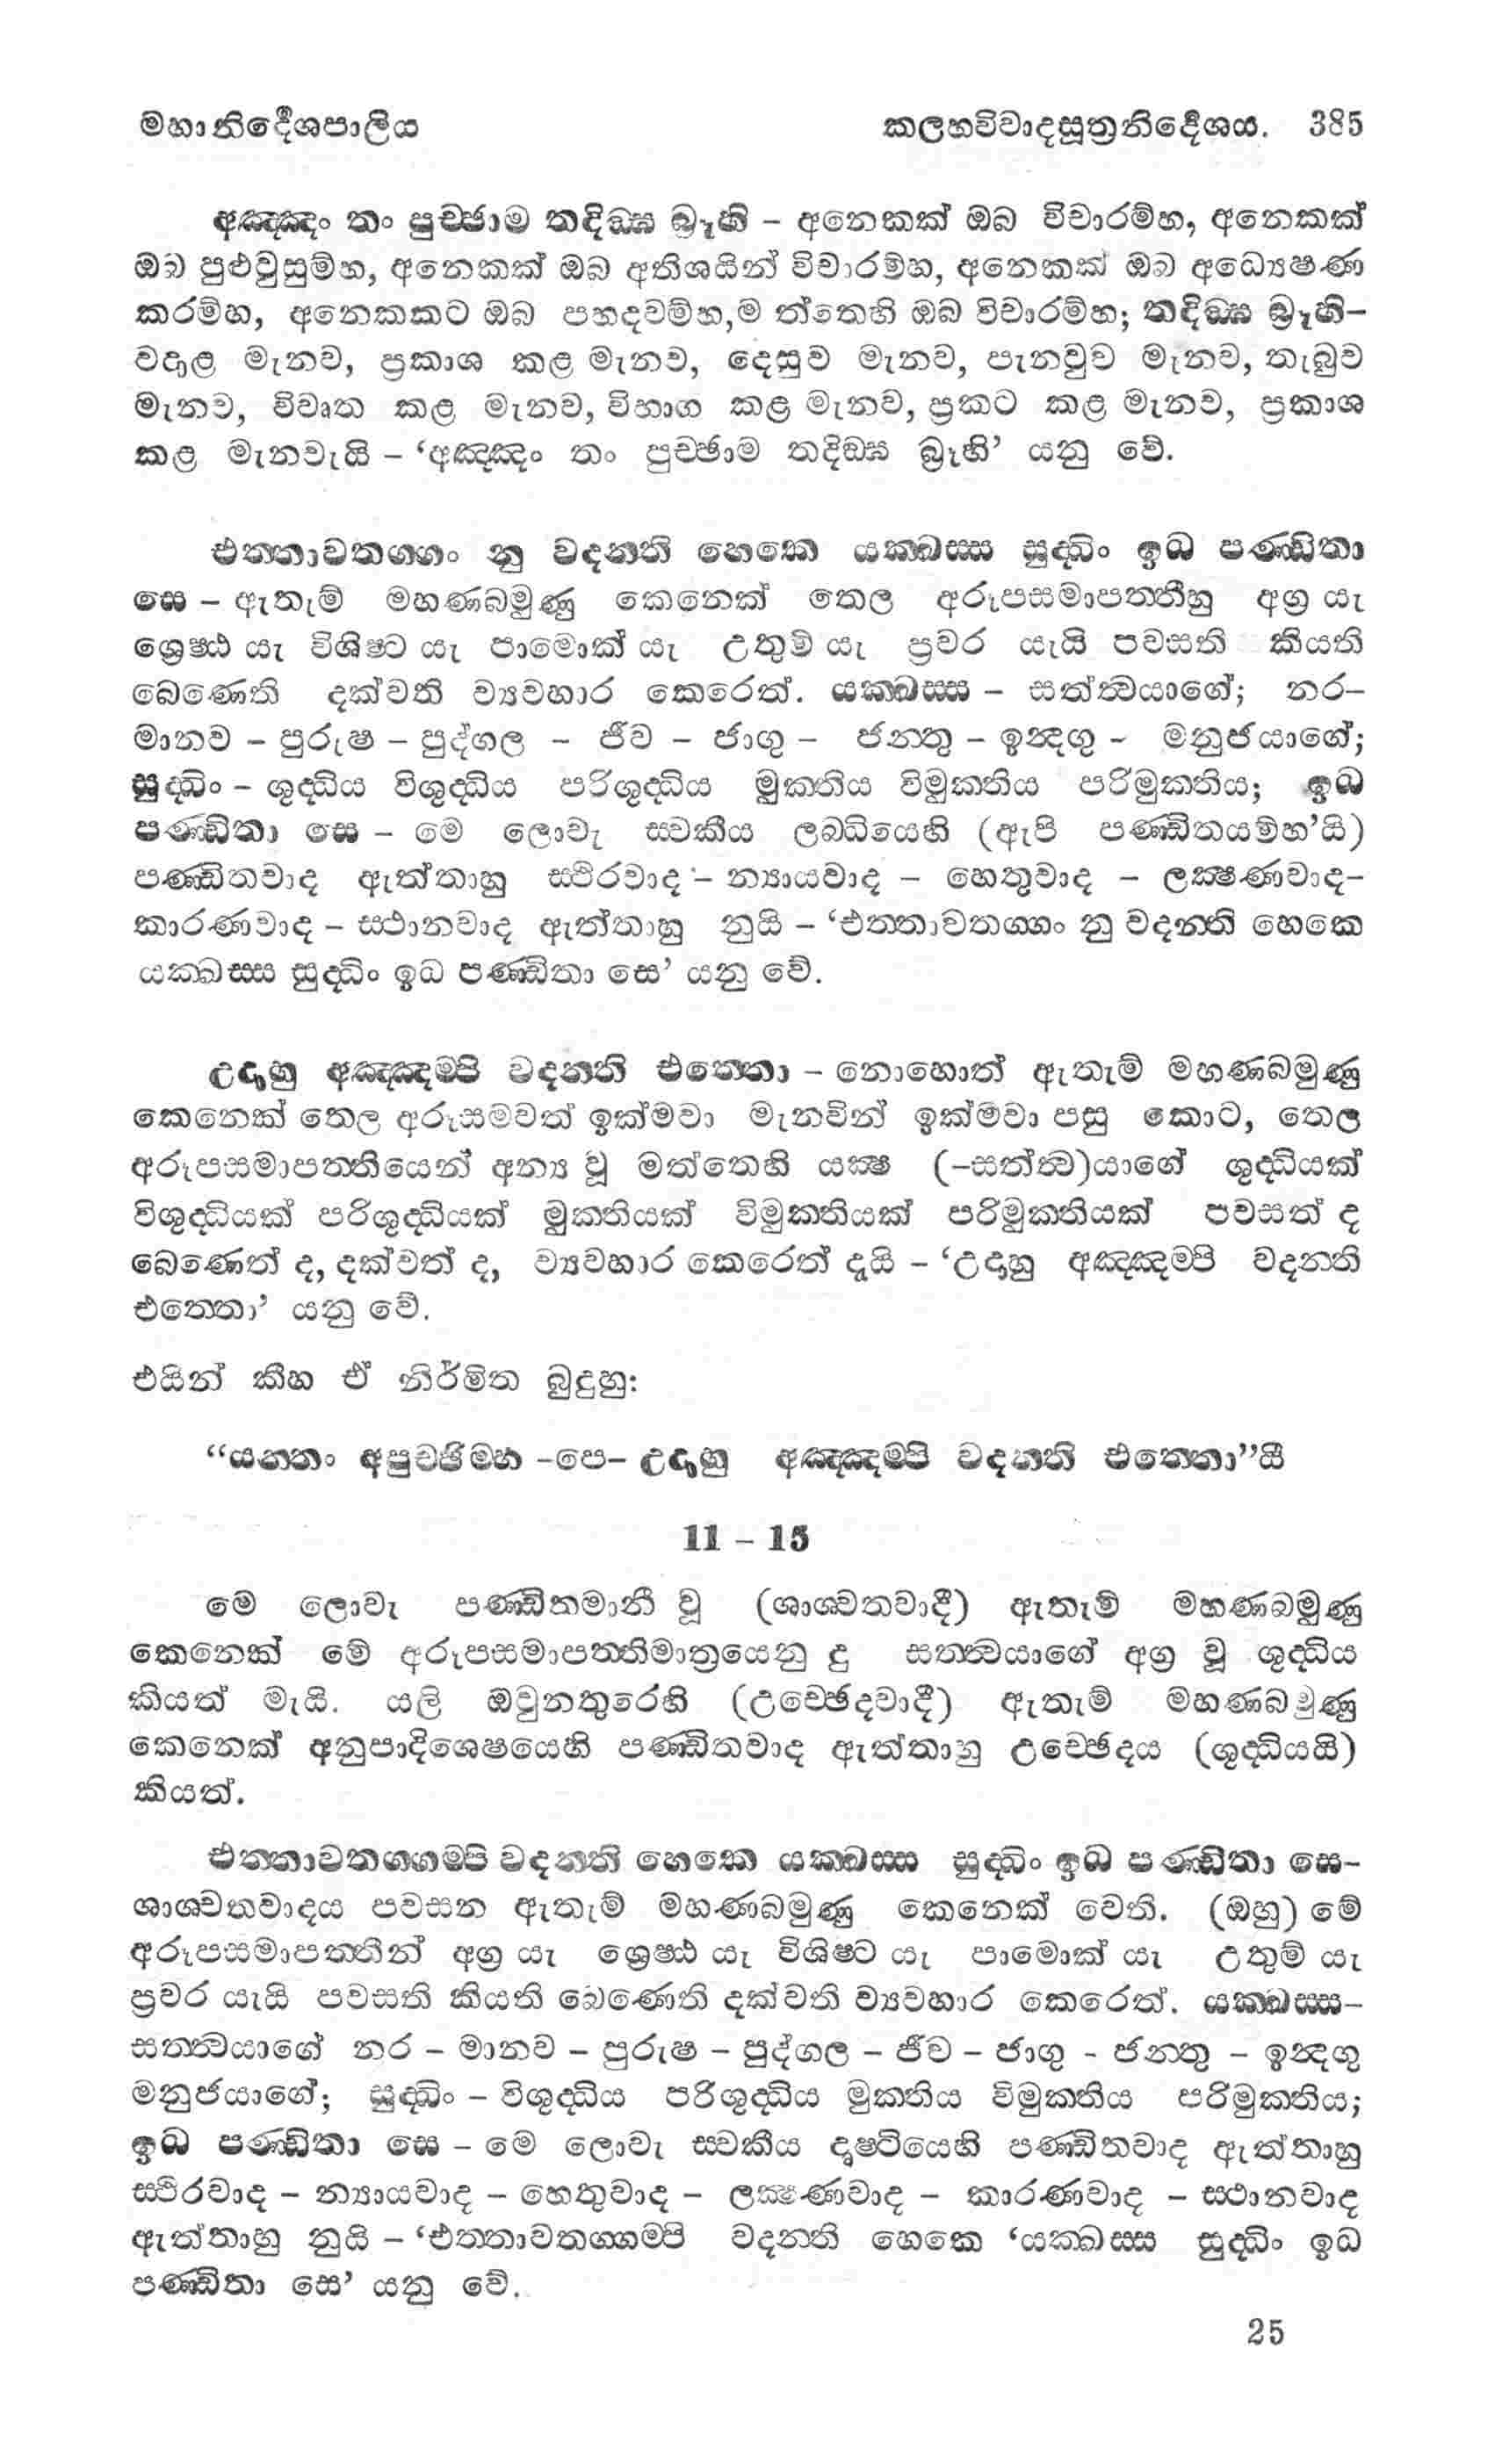 මහානිර්දේශපාලිය කලහවිවාදසූත්‍රනිර්දේශය. 385
අඤ්ඤං තං පුච්ඡාම තදිඞ්ඝ බ්‍රූහි – අනෙකක් ඔබ විචාරම්හ, අනෙකක්
ඔබ පුළුවුසුම්හ, අනෙකක් ඔබ අතිශයින් විචාරම්හ, අනෙකක් ඔබ අධ්‍යෙෂණ
කරම්හ, අනෙකකට ඔබ පහදවම්හ,ම ත්තෙහි ඔබ විචාරම්හ; තදිඞ්ඝ බ්‍රූහි–
වදාළ මැනව, ප්‍රකාශ කළ මැනව, දෙසුව මැනව, පැනවුව මැනව, තැබුව
මැනව, විවෘත කළ මැනව, විභාග කළ මැනව, ප්‍රකට කළ මැනව, ප්‍රකාශ
කළ මැනවැයි – ‘අඤ්ඤං තං පුච්ඡාම තදිඞ්ඝ බ්‍රූහි’ යනු වේ.
එත්තාවතග්ගං නු වදන්ති හෙකෙ යක්ඛස්ස සුද්ධිං ඉධ පණ්ඩිතා
සෙ – ඇතැම් මහණබමුණු කෙනෙක් තෙල අරූපසමාපත්තීහු අග්‍ර යැ
ශ්‍රෙෂ්ඨ යැ විශිෂ්ට යැ පාමොක් යැ උතුම් යැ ප්‍රවර යැයි පවසති කියති
බෙණෙති දක්වති ව්‍යවහාර කෙරෙත්. යක්ඛස්ස – සත්ත්‍වයාගේ; නර–
මානව – පුරුෂ – පුද්ගල – ජීව – ජාගු – ජන්තු – ඉන්‍දගු – මනුජයාගේ;
සුද්ධිං – ශුද්ධිය විශුද්ධිය පරිශුද්ධිය මුක්තිය විමුක්තිය පරිමුක්තිය; ඉධ
පණ්ඩිතා සෙ – මෙ ලොවැ ස්වකීය ලබ්ධියෙහි (ඇපි පණ්ඩිතයම්හ’යි)
පණ්ඩිතවාද ඇත්තාහු ස්ථිරවාද – න්‍යායවාද – හෙතුවාද – ලක්‍ෂණවාද–
කාරණවාද – ස්ථානවාද ඇත්තාහු නුයි – ‘එත්තාවතග්ගං නු වදන්ති හෙකෙ
යක්ඛස්ස සුද්ධිං ඉධ පණ්ඩිතා සෙ’ යනු වේ.
උදාහු අඤ්ඤම්පි වදන්ති එත්තො – නොහොත් ඇතැම් මහණබමුණු
කෙනෙක් තෙල අරූසමවත් ඉක්මවා මැනවින් ඉක්මවා පසු කොට, තෙල
අරූපසමාපත්තියෙන් අන්‍ය වූ මත්තෙහි යක්‍ෂ (–සත්ත්‍ව)යාගේ ශුද්ධියක්
විශුද්ධියක් පරිශුද්ධියක් මුක්තියක් විමුක්තියක් පරිමුක්තියක් පවසත් ද
බෙණෙත් ද, දක්වත් ද, ව්‍යවහාර කෙරෙත් දැයි – ‘උදාහු අඤ්ඤම්පි වදන්ති
එත්තො’ යනු වේ.
එයින් කීහ ඒ නිර්මිත බුදුහු:
“යන්තං අපුච්ඡිම්හ –පෙ– උදාහු අඤ්ඤම්පි වදන්ති එත්තො”යී
11 – 15
මෙ ලොවැ පණ්ඩිතමානී වූ (ශාශ්වතවාදී) ඇතැම් මහණබමුණු
කෙනෙක් මේ අරූපසමාපත්තිමාත්‍රයෙනු දු සත්ත්‍වයාගේ අග්‍ර වූ ශුද්ධිය
කියත් මැයි. යලි ඔවුනතුරෙහි (උච්ඡේදවාදී) ඇතැම් මහණබමුණු
කෙනෙක් අනුපාදිශෙෂයෙහි පණ්ඩිතවාද ඇත්තාහු උච්ඡේදය (ශුද්ධියයි)
කියත්.
එත්තාවතග්ගම්පි වදන්ති හෙකෙ යක්ඛස්ස සුද්ධිං ඉධ පණ්ඩිතා සෙ–
ශාශ්වතවාදය පවසන ඇතැම් මහණබමුණු කෙනෙක් වෙති. (ඔහු) මේ
අරූපසමාපත්තීන් අග්‍ර යැ ශ්‍රෙෂ්ඨ යැ විශිෂ්ට යැ පාමොක් යැ උතුම් යැ
ප්‍රවර යැයි පවසති කියති බෙණෙති දක්වති ව්‍යවහාර කෙරෙත්. යක්ඛස්ස–
සත්ත්‍වයාගේ නර – මානව – පුරුෂ – පුද්ගල – ජීව – ජාගු – ජන්තු – ඉන්‍දගු
මනුජයාගේ; සුද්ධිං – විශුද්ධිය පරිශුද්ධිය මුක්තිය විමුක්තිය පරිමුක්තිය;
ඉධ පණ්ඩිතා සෙ – මෙ ලොවැ ස්වකීය දෘෂ්ටියෙහි පණ්ඩිතවාද ඇත්තාහු
ස්ථිරවාද – න්‍යායවාද – හෙතුවාද – ලක්‍ෂණවාද – කාරණවාද – ස්ථානවාද
ඇත්තාහු නුයි – ‘එත්තාවතග්ගම්පි වදන්ති හෙකෙ ‘යක්ඛස්ස සුද්ධිං ඉධ
පණ්ඩිතා සෙ’ යනු වේ.
25